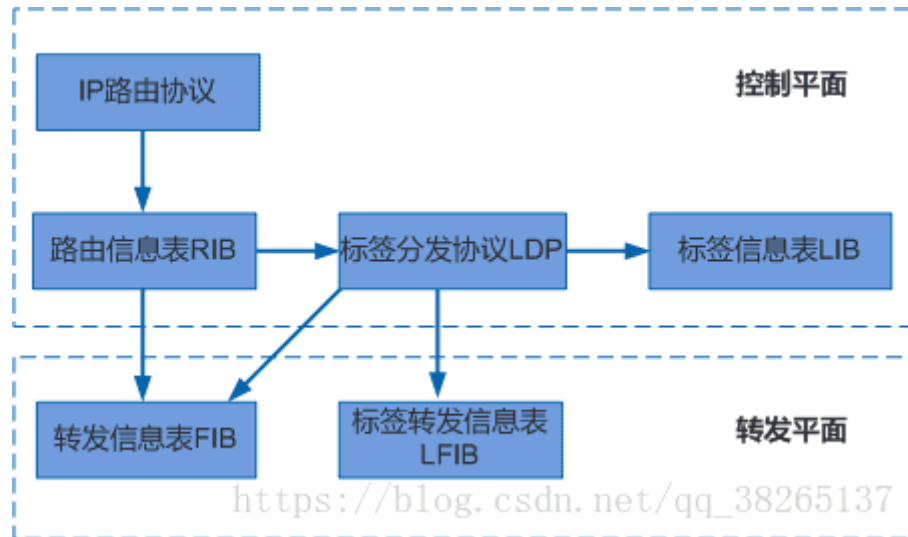 IP路由协议
控制平面
路由信息表RIB
标签分发协议LDP
标签信息表LIB
转发信息表FIB
标签转发信息表
LFIB
转发平面
https://blog.csdn.net/qq_38265137